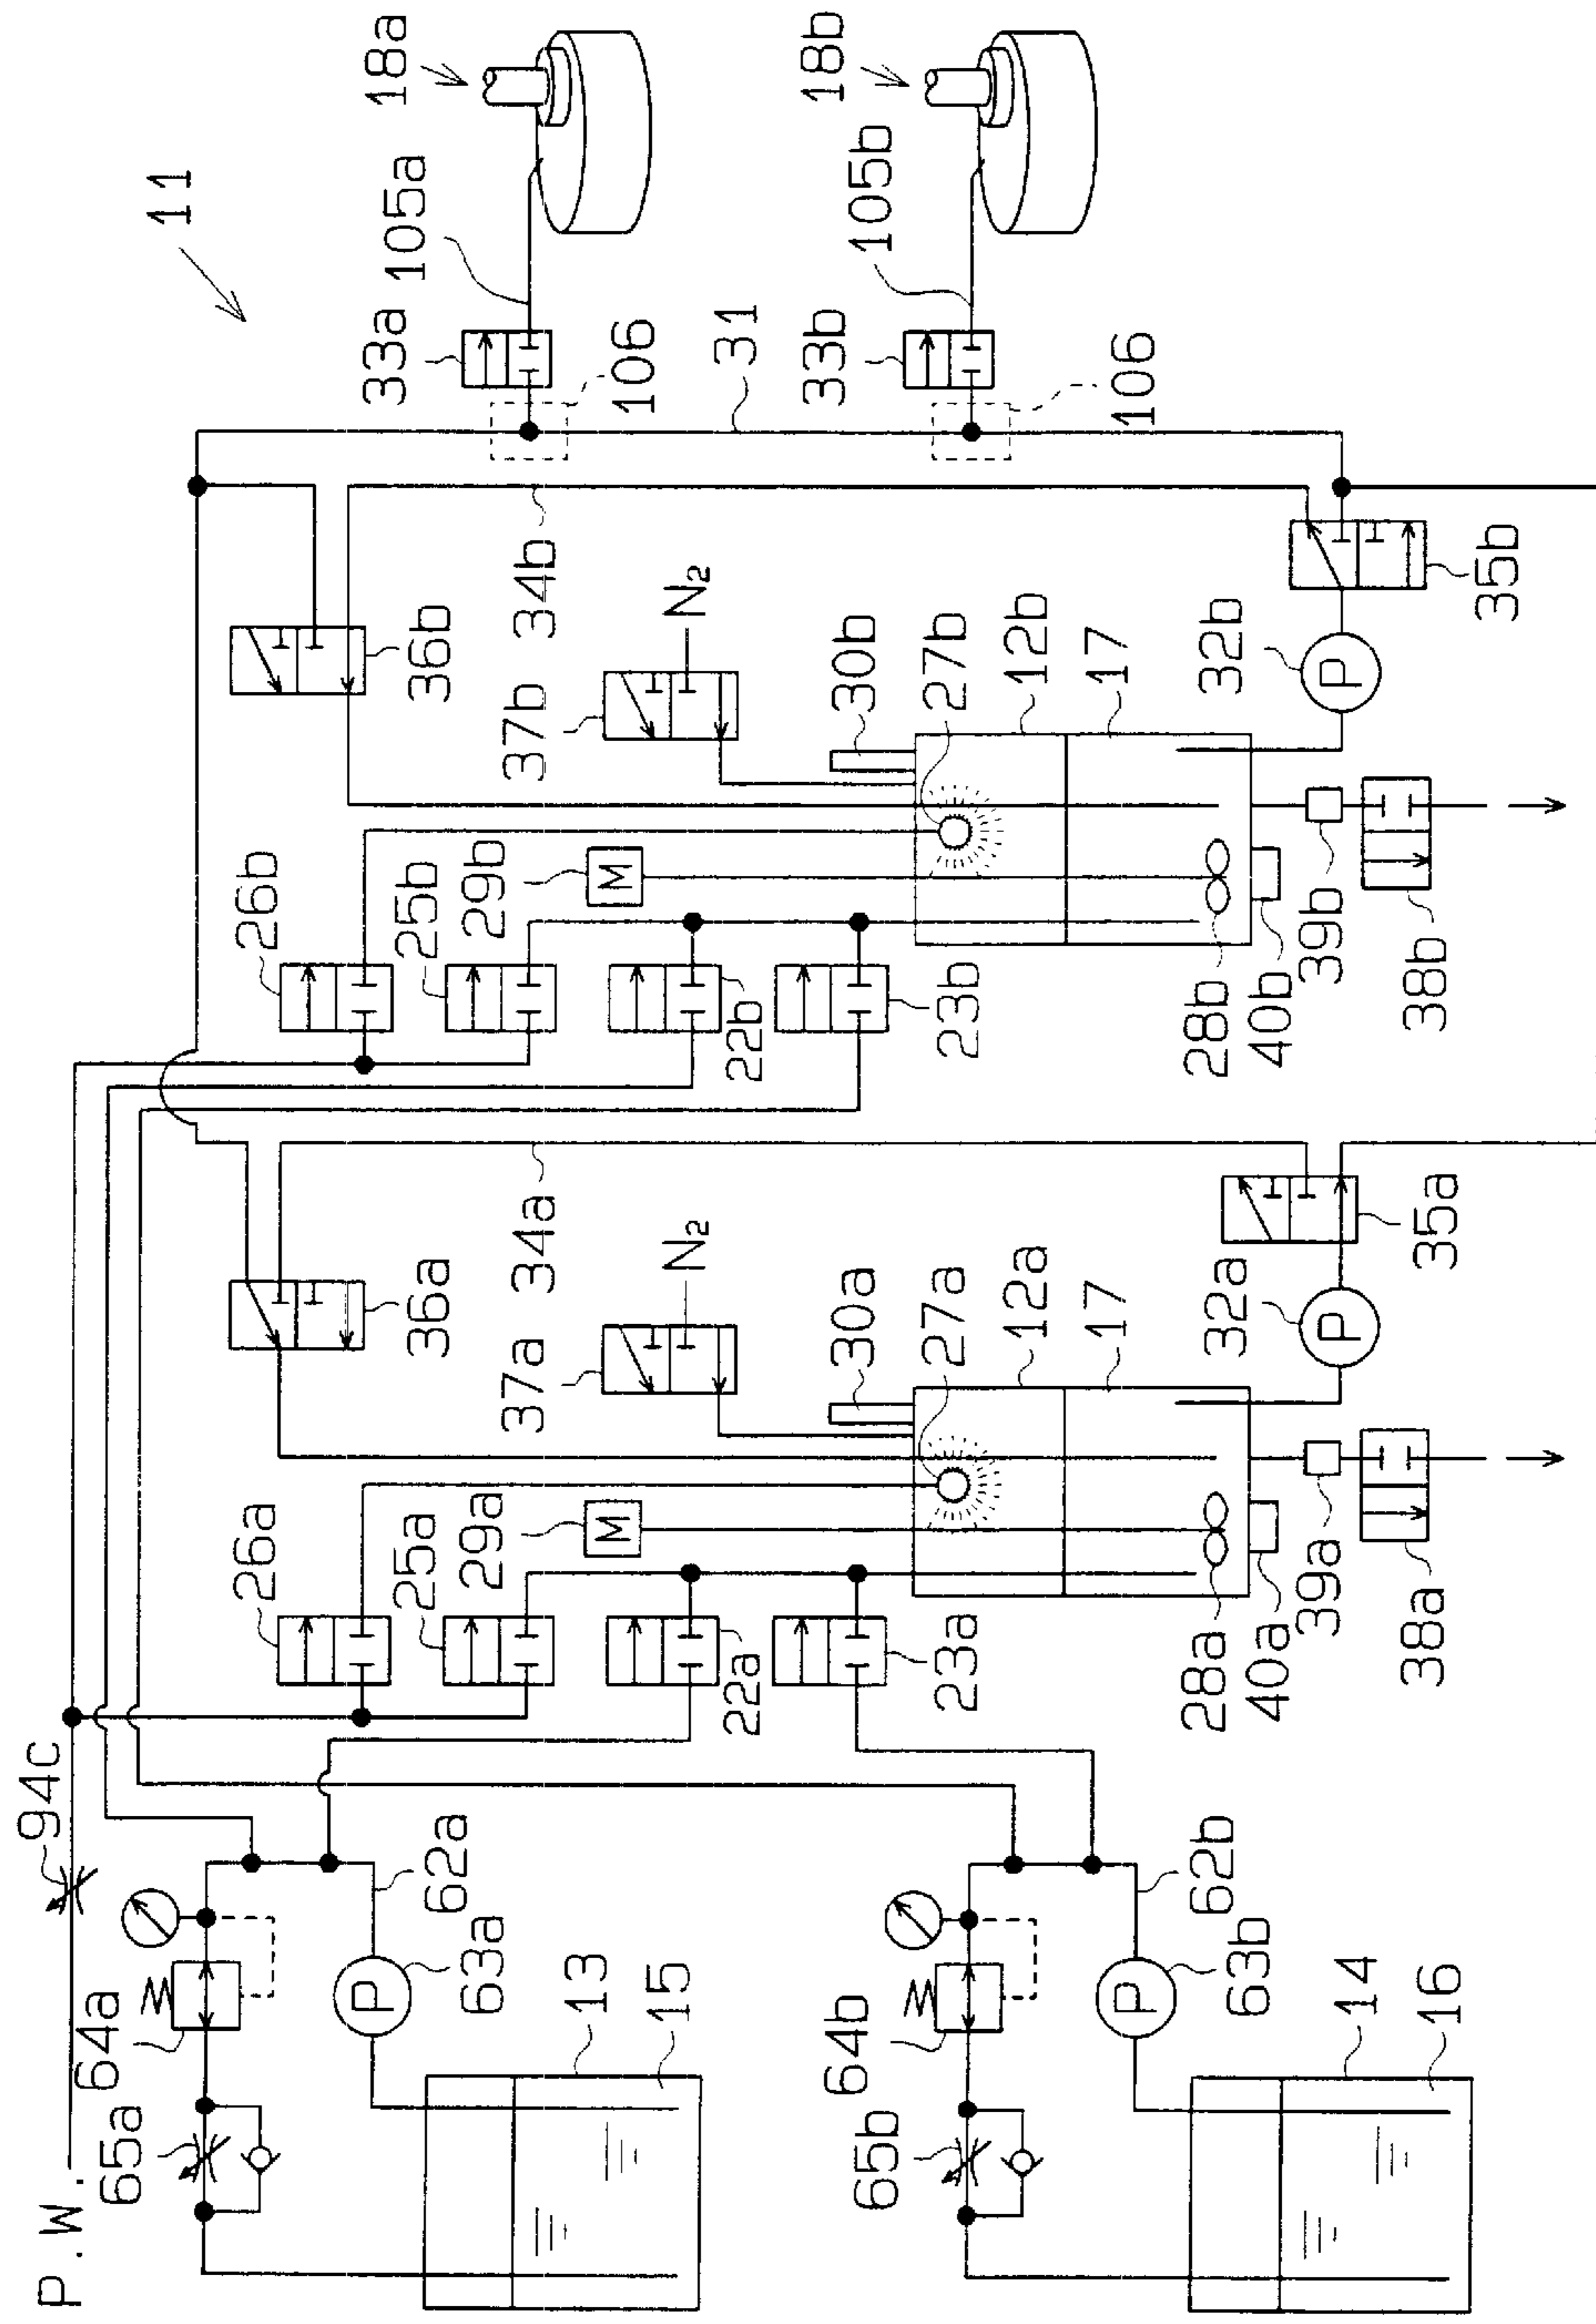 11
18a
18b
105a
105b
33a
33b
106
106
31
36b
34b
37b
N₂
30b
27b
12b
17
32b
P
35b
26b
25b
29b
M
22b
23b
28b
40b
39b
38b
36a
34a
37a
N₂
30a
27a
12a
17
32a
P
35a
26a
25a
29a
M
22a
23a
28a
40a
39a
38a
94c
62a
63a
P
64a
65a
P.W.
13
15
62b
63b
P
64b
65b
14
16